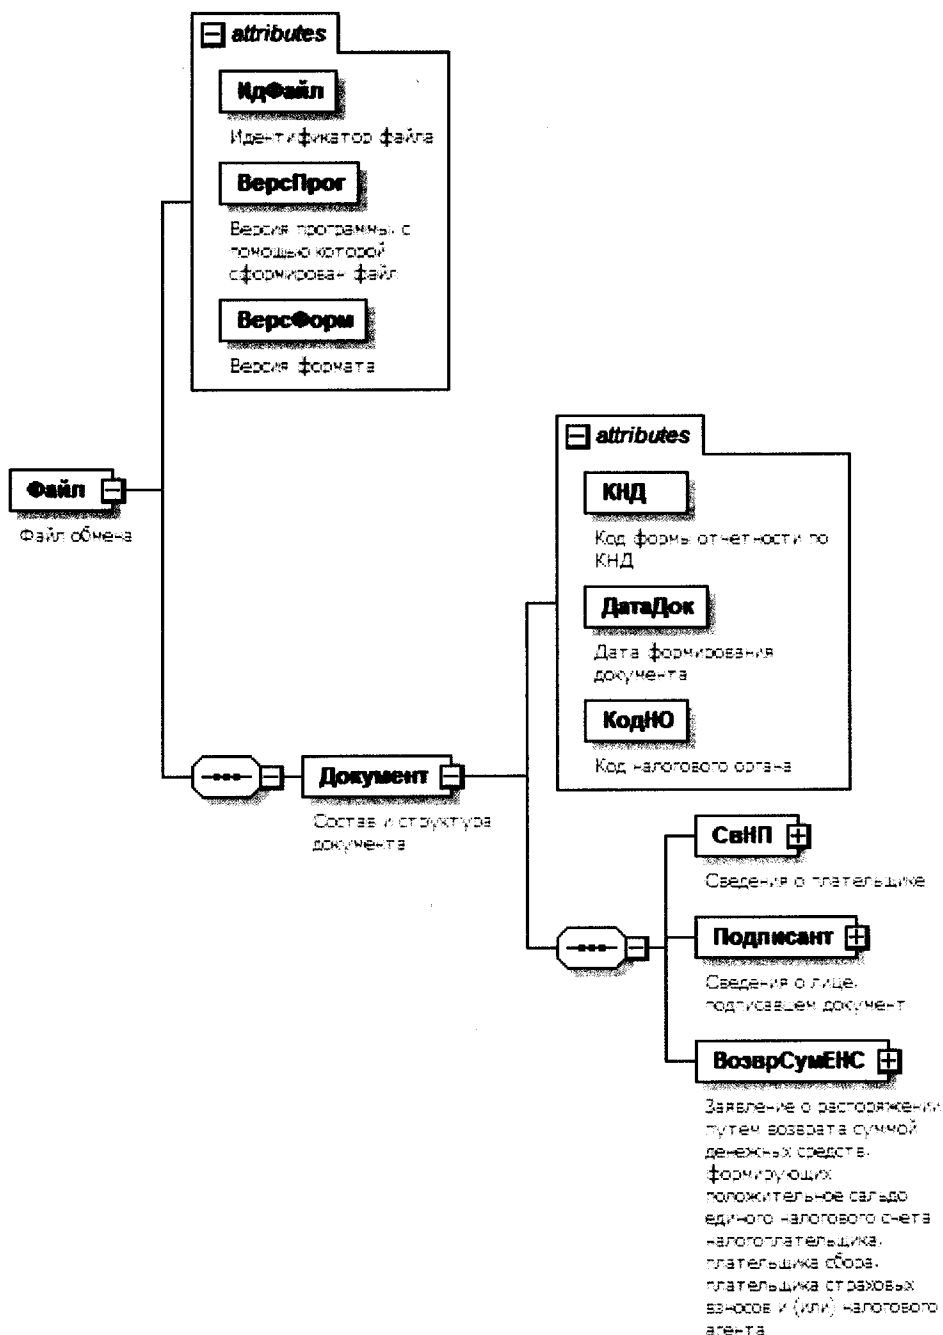 attributes
ИдФайл
Идентификатор файла
ВерсПрог
Версия программы, с
помощью которой
сформирован файл
ВерсФорм
Версия формата
Файл
Файл обмена
attributes
КНД
Код формы отчетности по
КНД
ДатаДок
Дата формирования
документа
КодНО
Код налогового органа
Документ
Состав и структура
документа
СвНП
Сведения о плательщике
Подписант
Сведения о лице,
подписавшем документ
ВозврСумЕНС
Заявление о распоряжении
путем возврата суммой
денежных средств,
формирующих
положительное сальдо
единого налогового счета
налогоплательщика,
плательщика сбора,
плательщика страховых
взносов и (или) налогового
агента